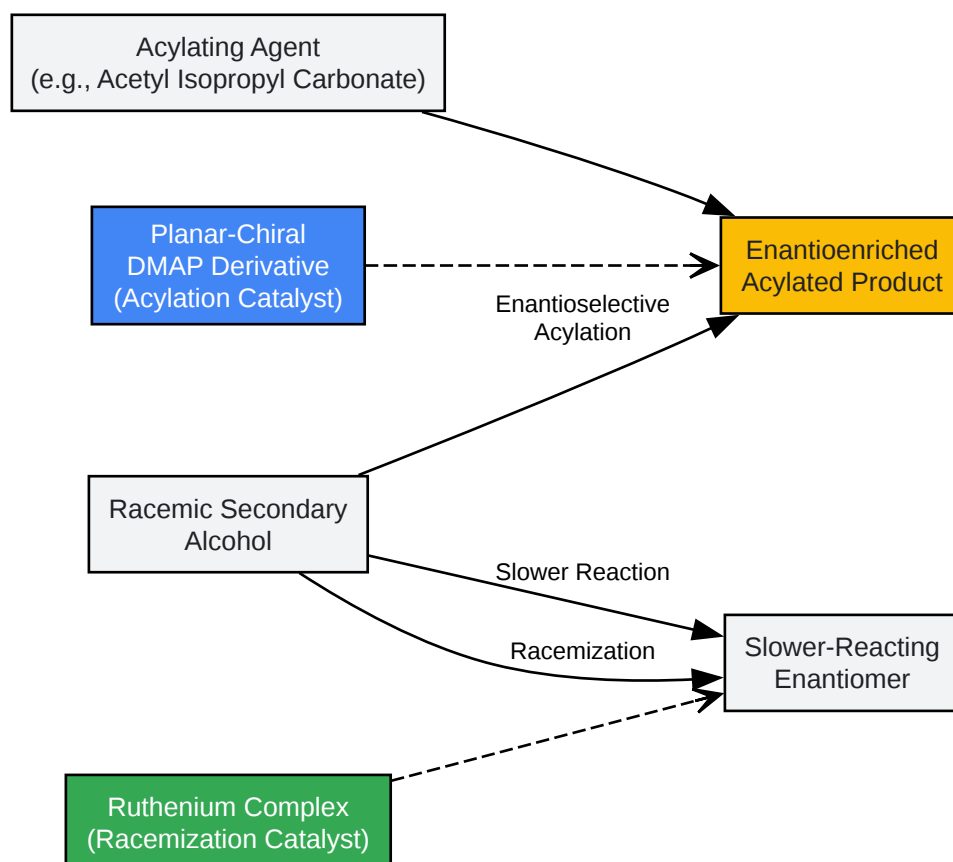 Acylating Agent
(e.g., Acetyl Isopropyl Carbonate)
Planar-Chiral
DMAP Derivative
(Acylation Catalyst)
Enantioenriched
Acylated Product
Enantioselective
Acylation
Racemic Secondary
Alcohol
Slower Reaction
Racemization
Slower-Reacting
Enantiomer
Ruthenium Complex
(Racemization Catalyst)